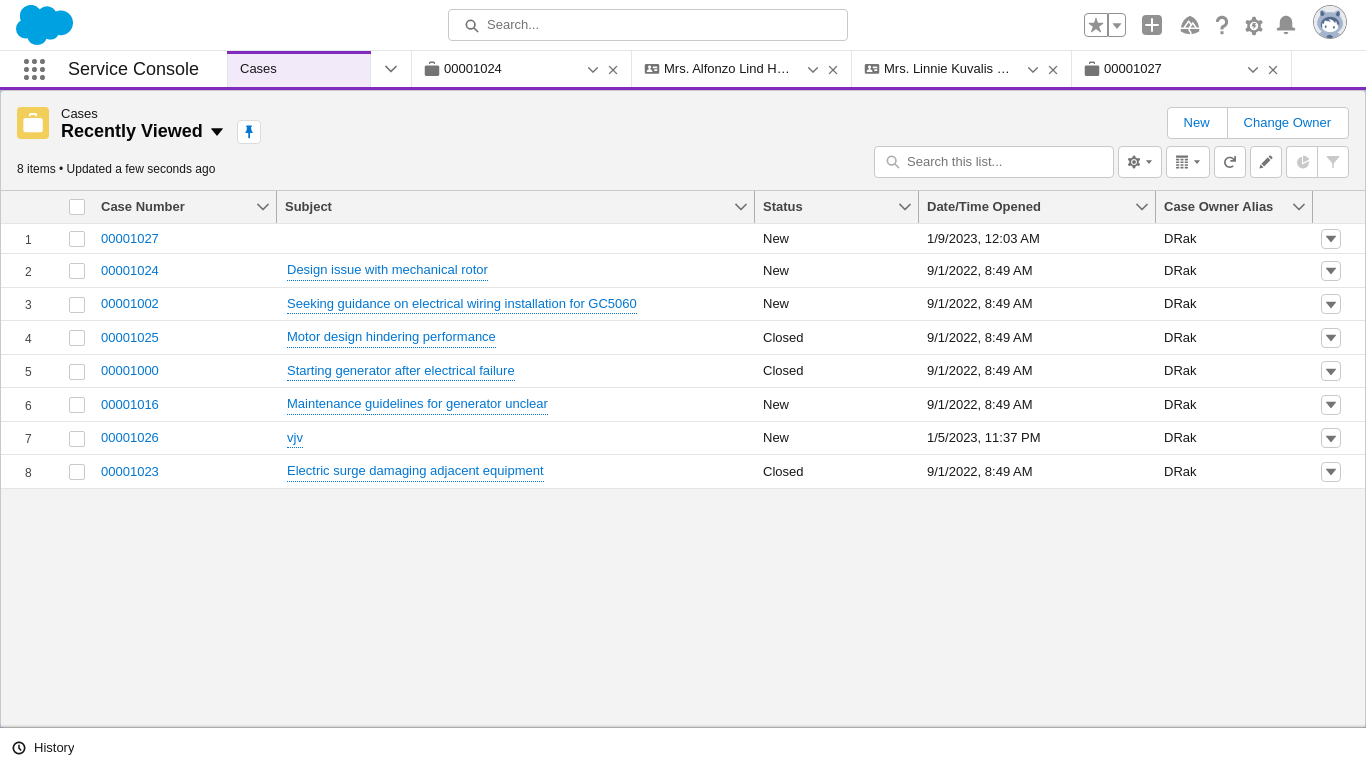 Search...
Service Console
Cases
00001024
Mrs. Alfonzo Lind H…
Mrs. Linnie Kuvalis …
00001027
Cases
Recently Viewed
New
Change Owner
8 items • Updated a few seconds ago
Search this list...
Case Number Subject Status Date/Time Opened Case Owner Alias
1 00001027 New 1/9/2023, 12:03 AM DRak
2 00001024 Design issue with mechanical rotor New 9/1/2022, 8:49 AM DRak
3 00001002 Seeking guidance on electrical wiring installation for GC5060 New 9/1/2022, 8:49 AM DRak
4 00001025 Motor design hindering performance Closed 9/1/2022, 8:49 AM DRak
5 00001000 Starting generator after electrical failure Closed 9/1/2022, 8:49 AM DRak
6 00001016 Maintenance guidelines for generator unclear New 9/1/2022, 8:49 AM DRak
7 00001026 vjv New 1/5/2023, 11:37 PM DRak
8 00001023 Electric surge damaging adjacent equipment Closed 9/1/2022, 8:49 AM DRak
History